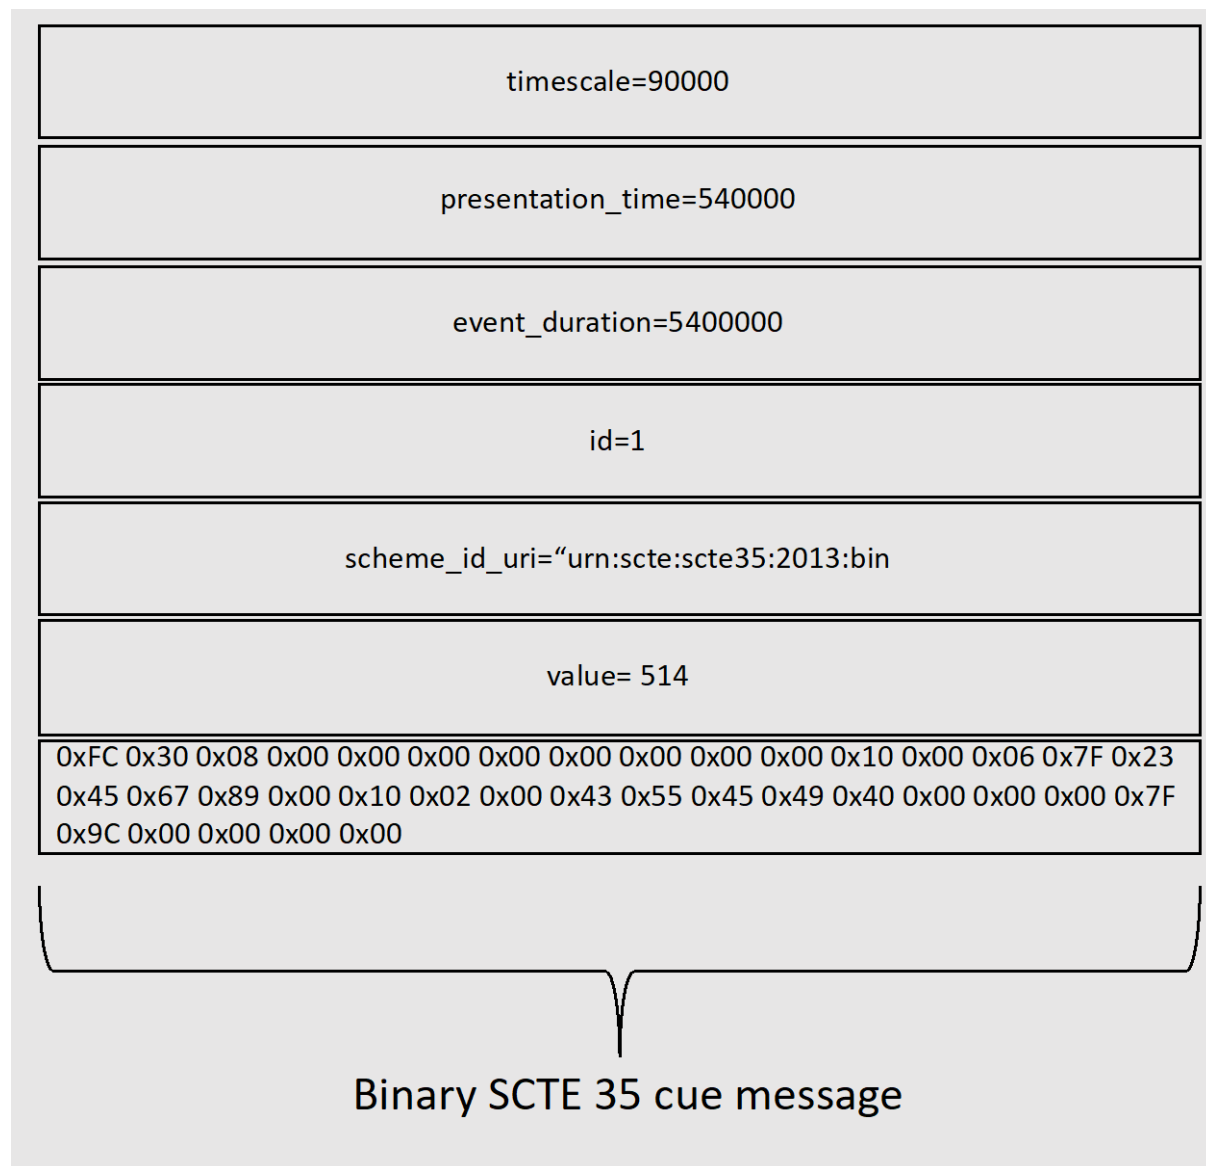 timescale=90000
presentation_time=540000
event_duration=5400000
id=1
scheme_id_uri=“urn:scte:scte35:2013:bin
value= 514
0xFC 0x30 0x08 0x00 0x00 0x00 0x00 0x00 0x00 0x00 0x00 0x10 0x00 0x06 0x7F 0x23
0x45 0x67 0x89 0x00 0x10 0x02 0x00 0x43 0x55 0x45 0x49 0x40 0x00 0x00 0x00 0x7F
0x9C 0x00 0x00 0x00 0x00
Binary SCTE 35 cue message